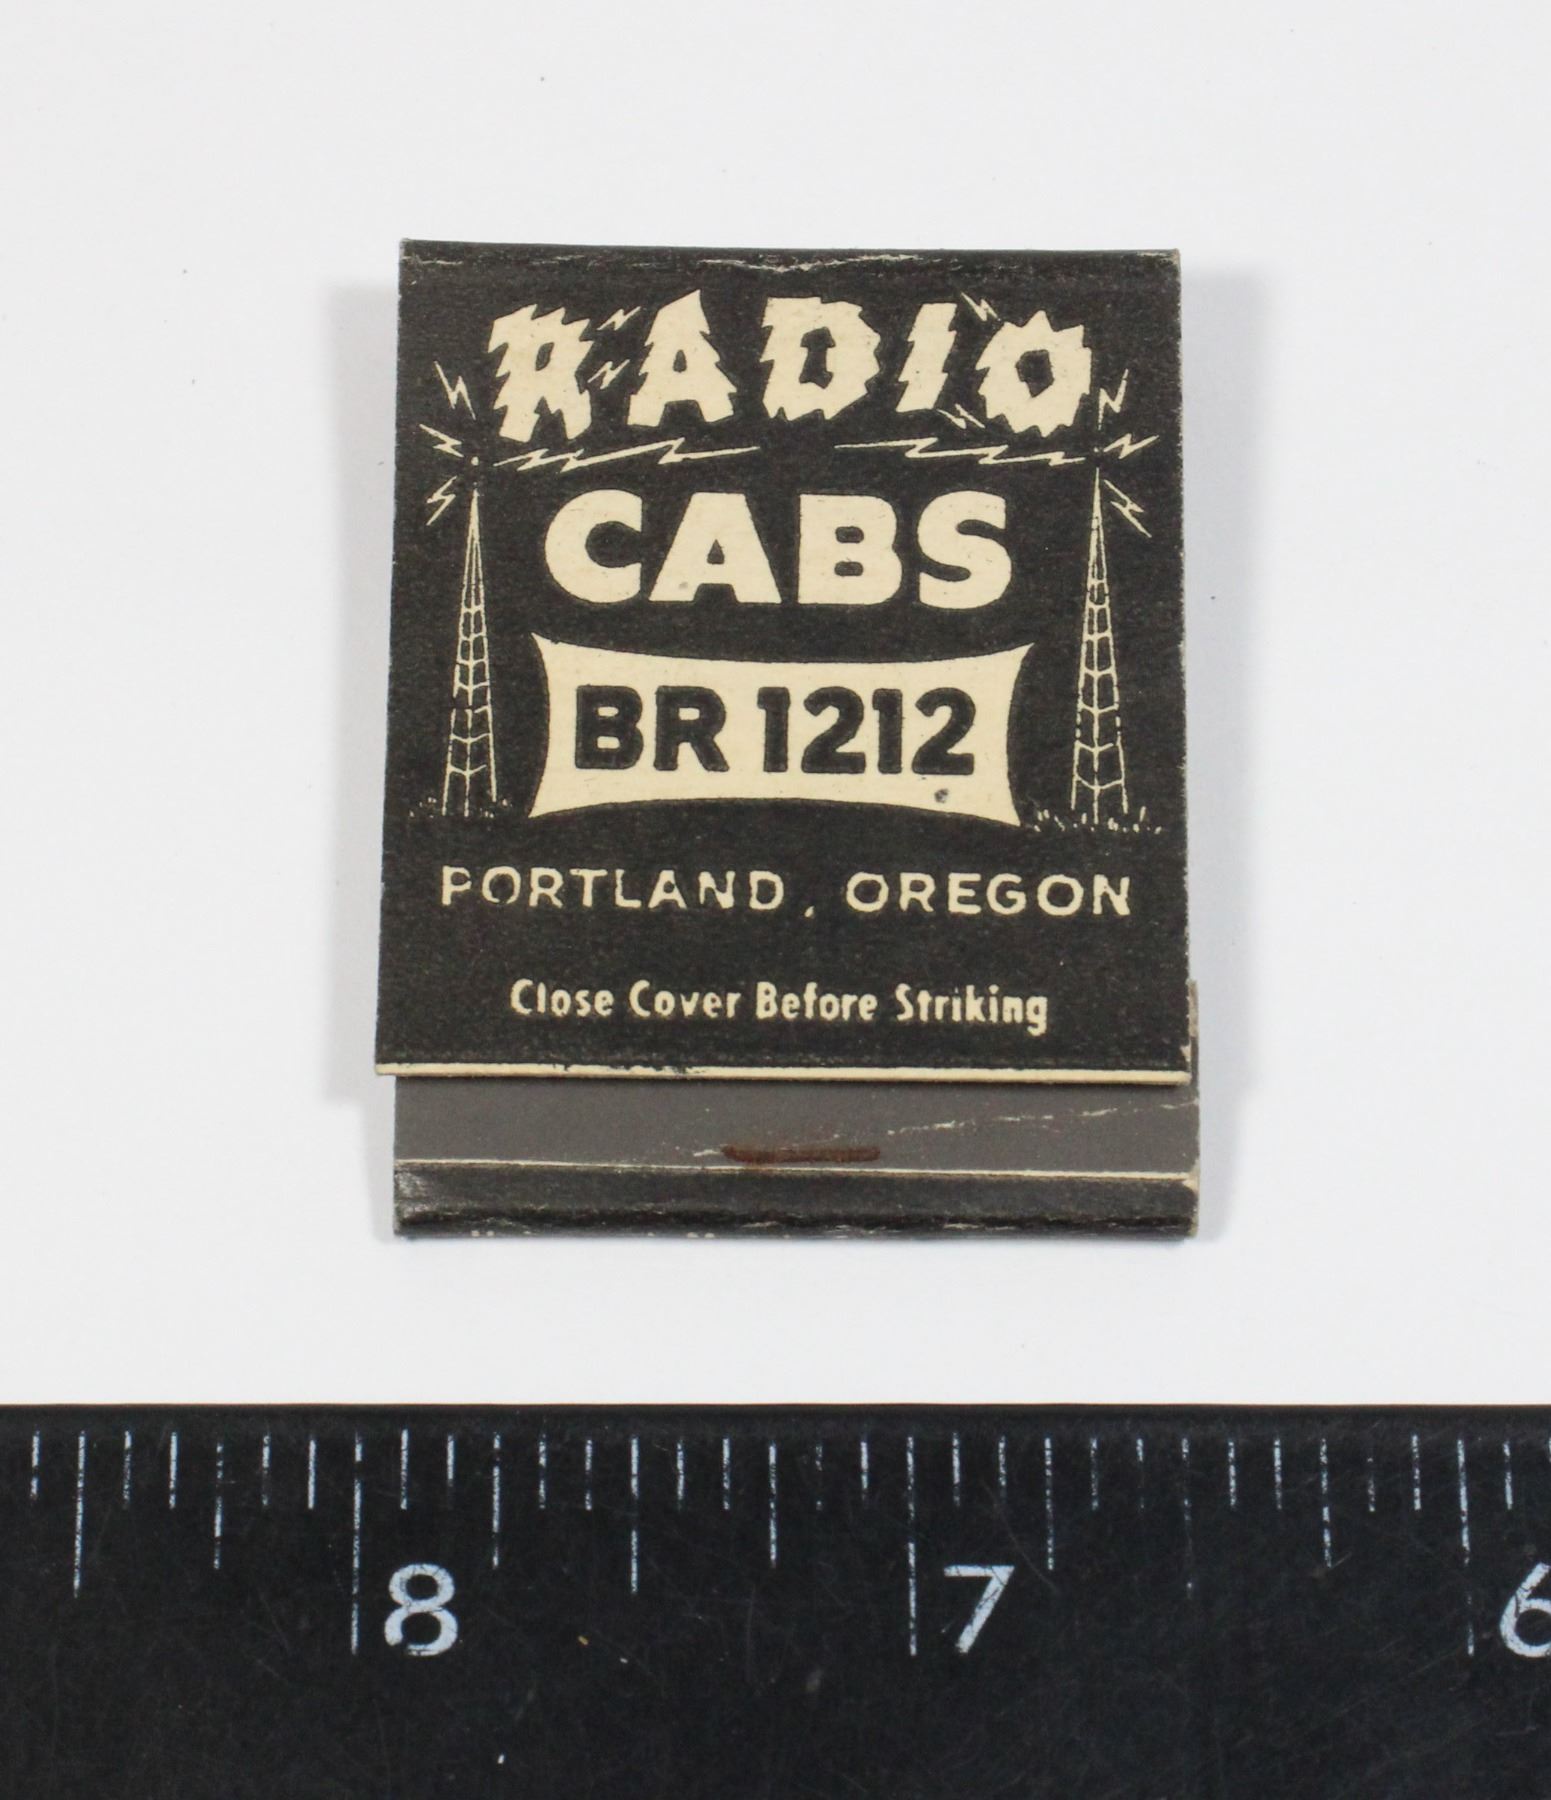 RADIO
CABS
BR 1212
PORTLAND, OREGON
Close Cover Before Striking
8 7 6